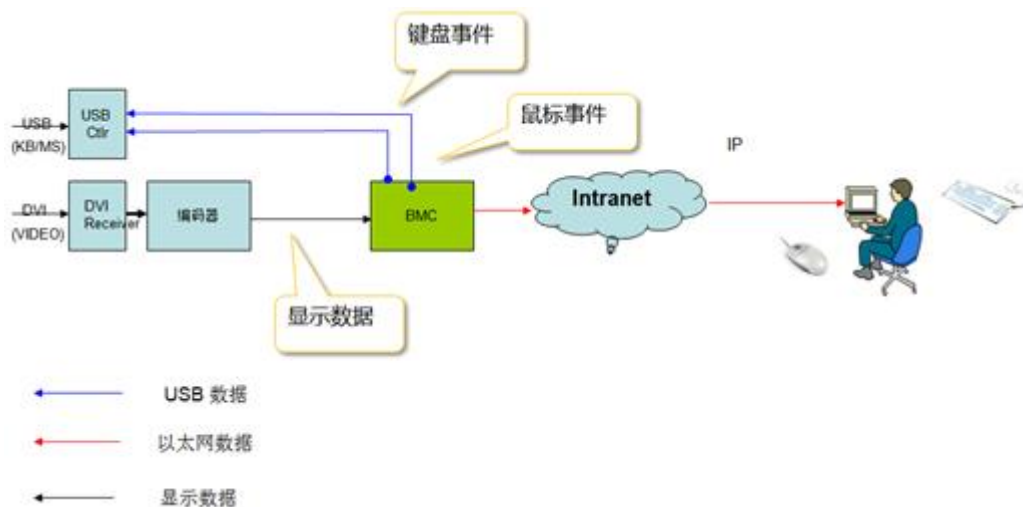 键盘事件
鼠标事件
USB
(KB/MS)
USB
Ctlr
IP
DVI
(VIDEO)
DVI
Receiver
编码器
BMC
Intranet
显示数据
USB 数据
以太网数据
显示数据